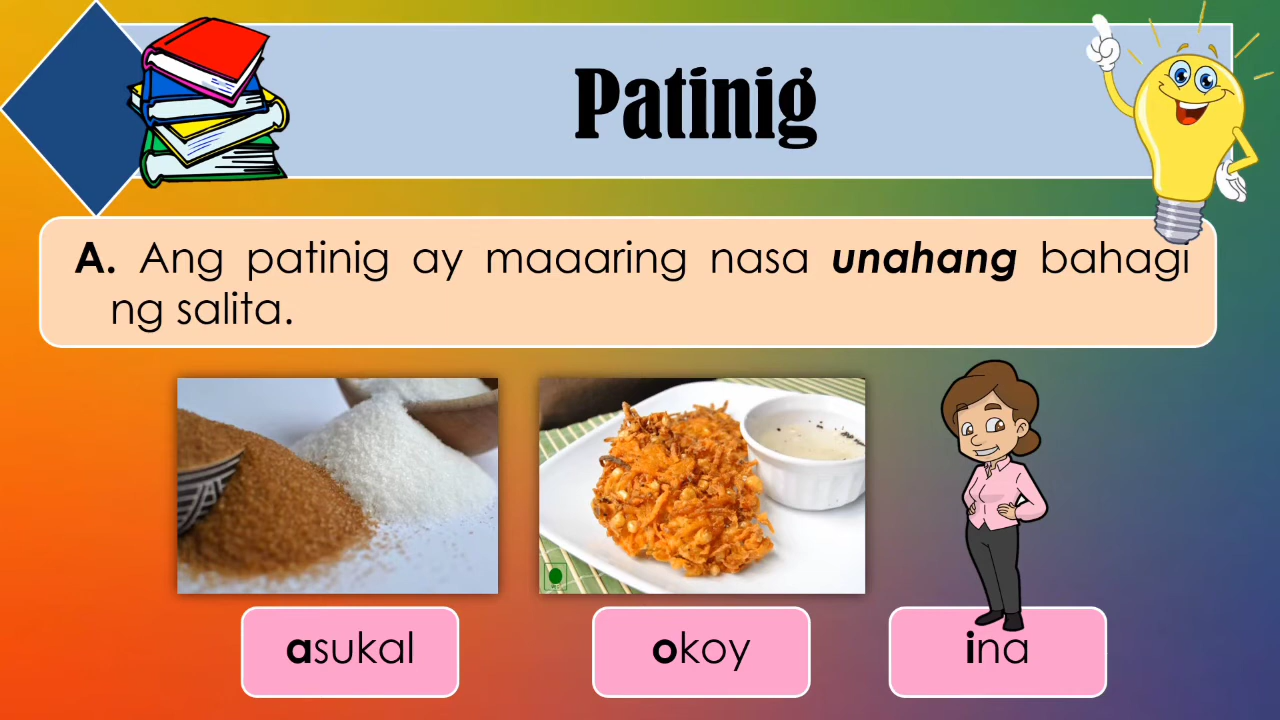 Patinig
A. Ang patinig ay maaaring nasa unahang bahagi
ng salita.
asukal
okoy
ina